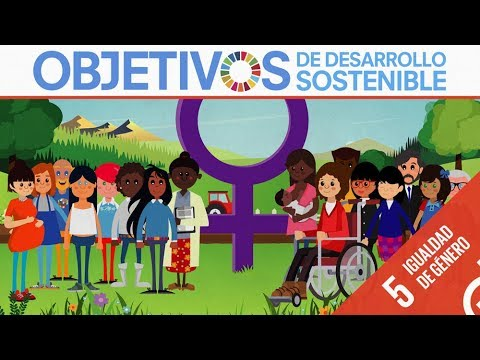 OBJETIVOS
DE DESARROLLO
SOSTENIBLE
5
IGUALDAD
DE GÉNERO